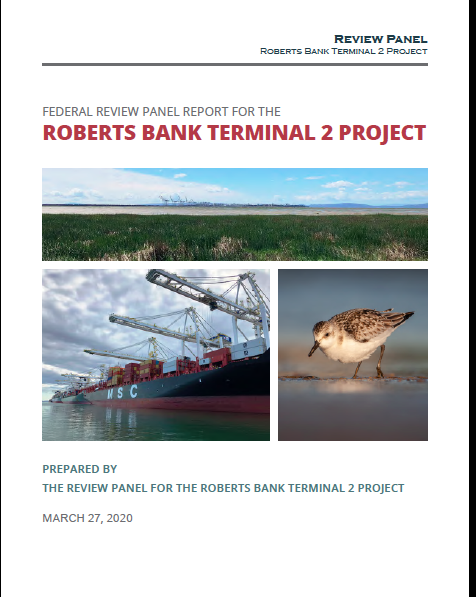 REVIEW PANEL
ROBERTS BANK TERMINAL 2 PROJECT
FEDERAL REVIEW PANEL REPORT FOR THE
ROBERTS BANK TERMINAL 2 PROJECT
MSC
PREPARED BY
THE REVIEW PANEL FOR THE ROBERTS BANK TERMINAL 2 PROJECT
MARCH 27, 2020